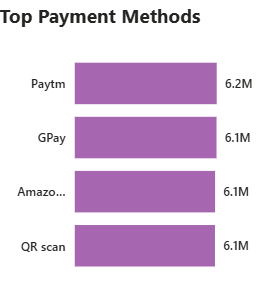 Top Payment Methods
Paytm 6.2M
GPay 6.1M
Amazo... 6.1M
QR scan 6.1M